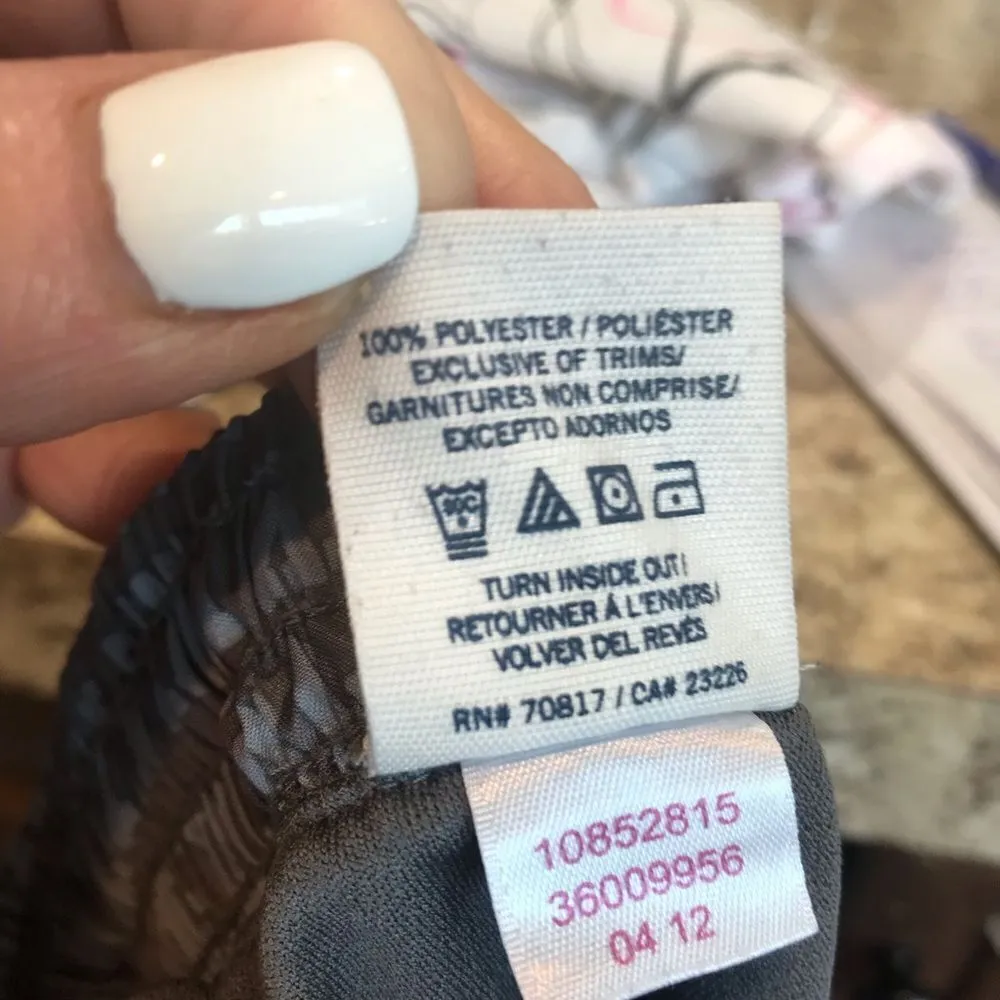 100% POLYESTER / POLIÉSTER
EXCLUSIVE OF TRIMS/
GARNITURES NON COMPRISE/
EXCEPTO ADORNOS
30C
TURN INSIDE OUT/
RETOURNER À L'ENVERS/
VOLVER DEL REVÉS
RN# 70817 / CA# 23226
10852815
36009956
04 12